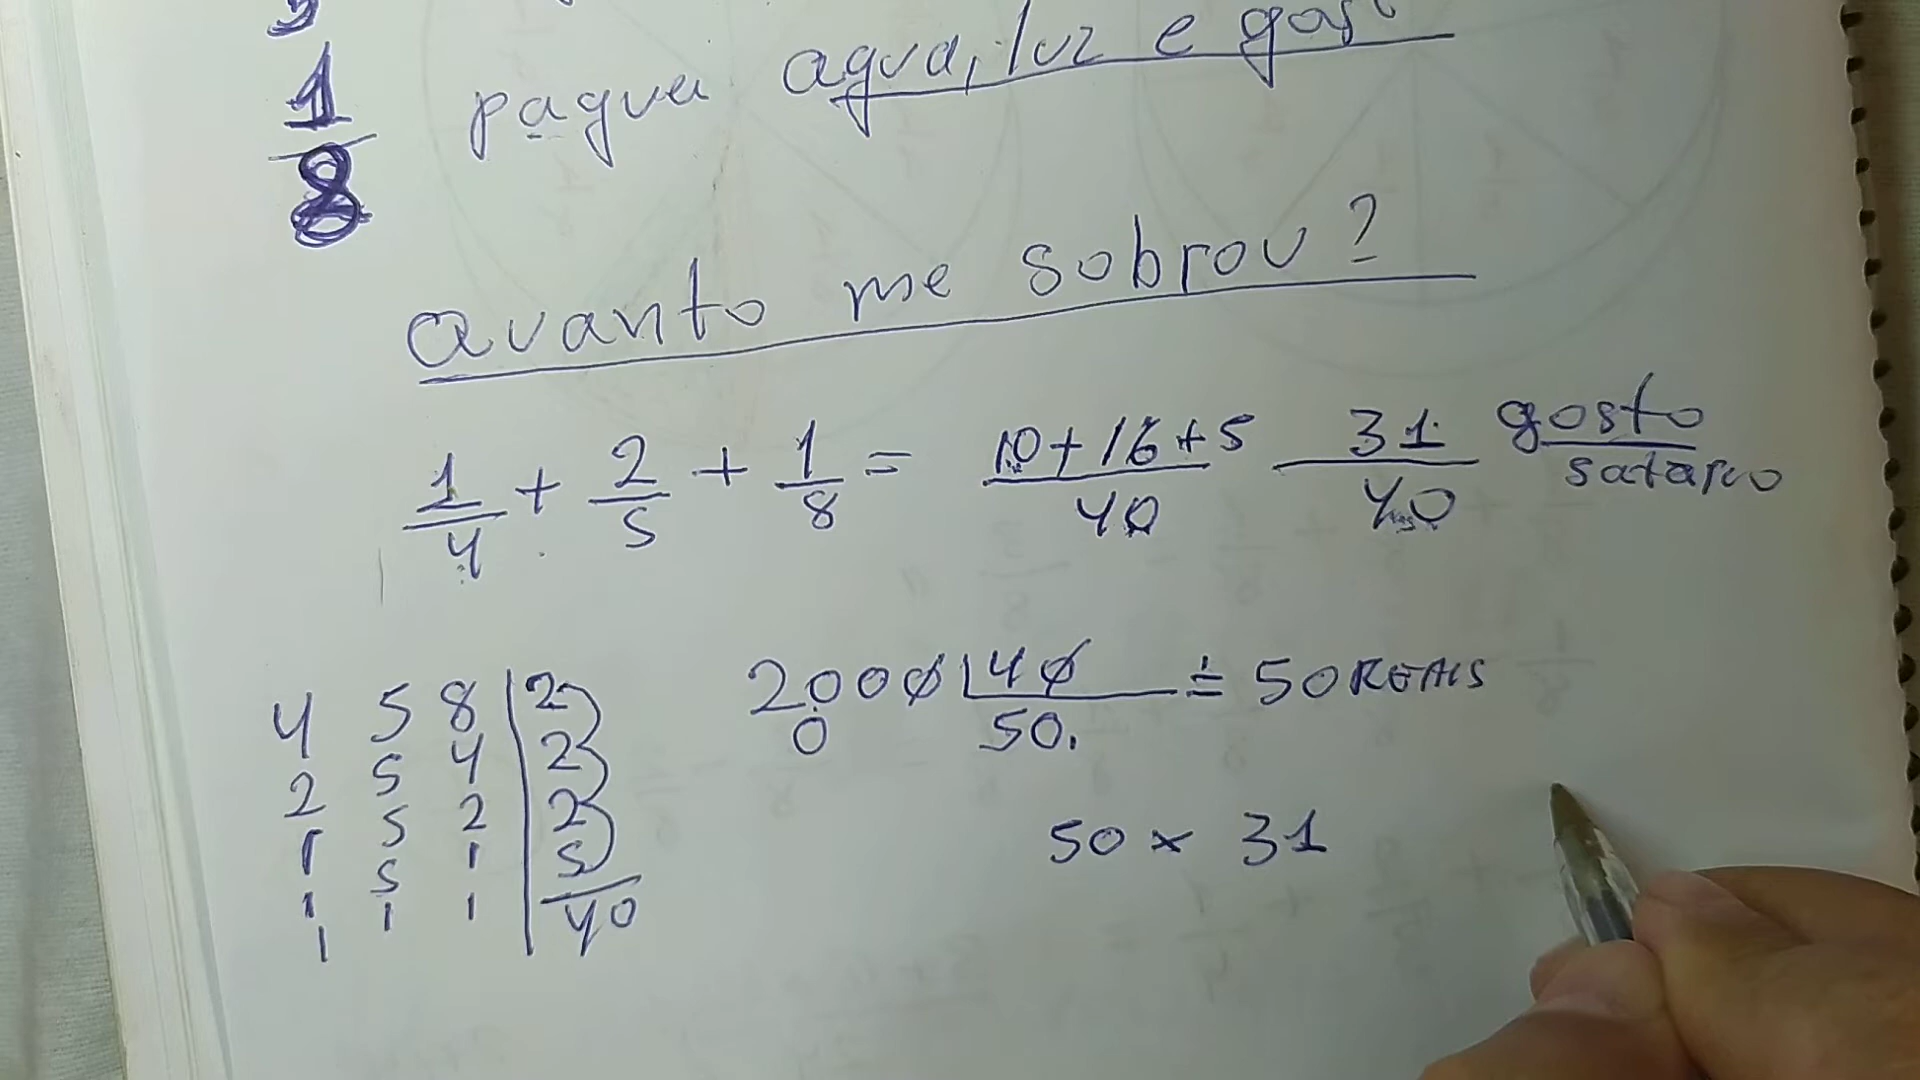 1/8 paguei agua, luz e gas
Quanto me sobrou?
1/4 + 2/5 + 1/8 = 10+16+5/40 31/40 gasto salario
4 5 8 | 2
2 5 4 | 2
1 5 2 | 2
1 5 1 | 5
1 1 1 | 40
2000 | 40 = 50 REAIS
0 50.
50 × 31